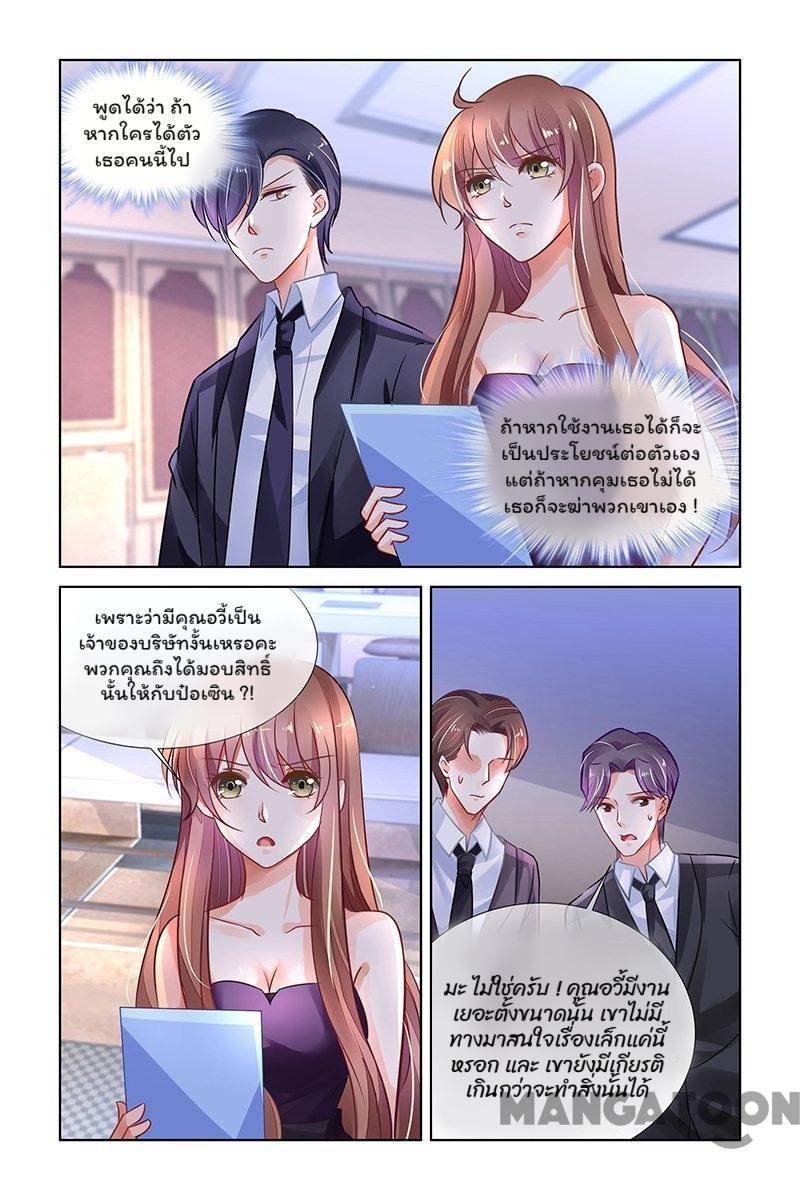 พูดได้ว่า ถ้า
หากใครได้ตัว
เธอคนนี้ไป
ถ้าหากใช้งานเธอได้ก็จะ
เป็นประโยชน์ต่อตัวเอง
แต่ถ้าหากคุมเธอไม่ได้
เธอก็จะฆ่าพวกเขาเอง !
เพราะว่ามีคุณอวี้เป็น
เจ้าของบริษัทงั้นเหรอคะ
พวกคุณถึงได้มอบสิทธิ์
นั้นให้กับป๋อเซิน ?!
มะ ไม่ใช่ครับ ! คุณอวี้มีงาน
เยอะตั้งขนาดนั้น เขาไม่มี
ทางมาสนใจเรื่องเล็กแค่นี้
หรอก และ เขายังมีเกียรติ
เกินกว่าจะทำสิ่งนั้นได้
MANGATOON